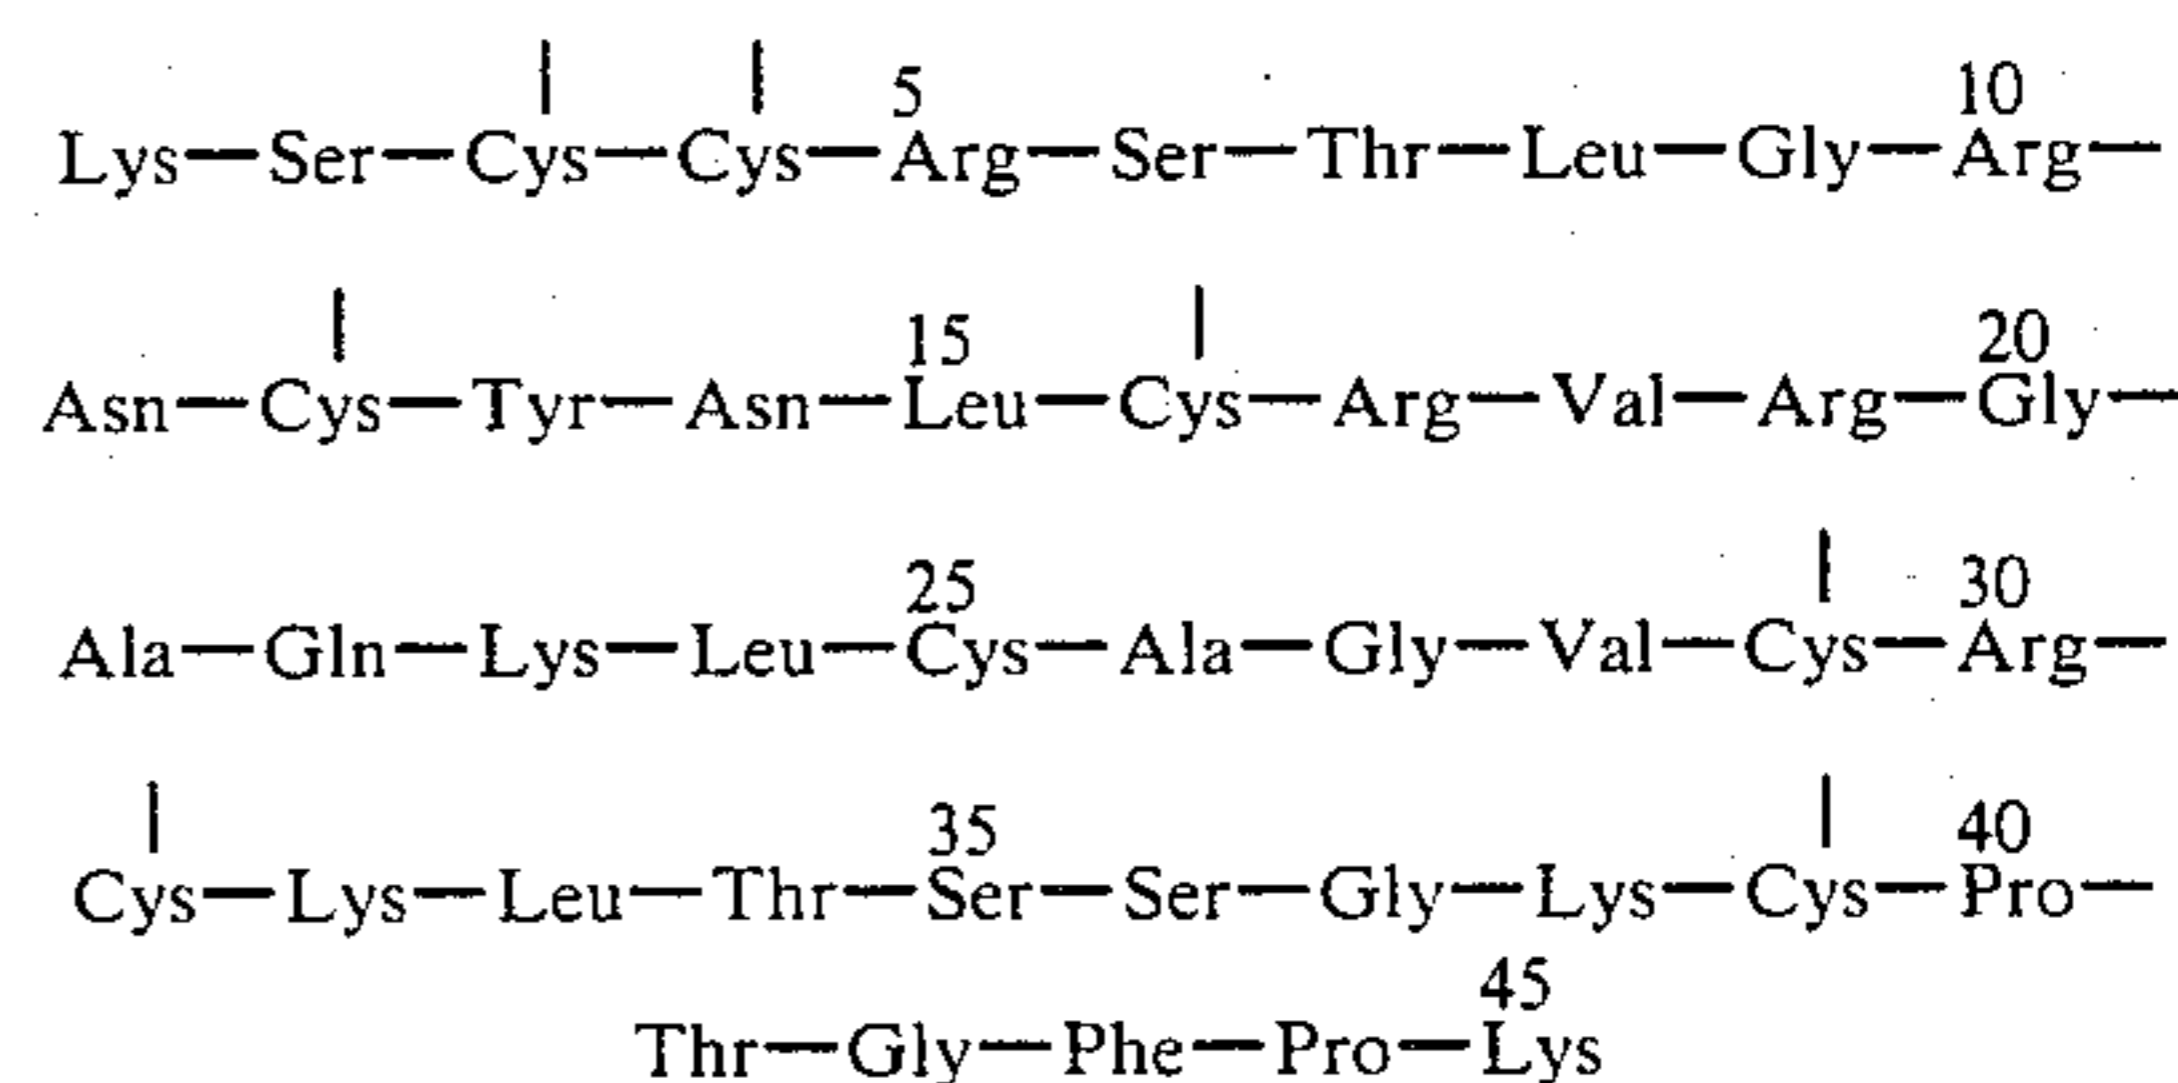 5 10
Lys—Ser—Cys—Cys—Arg—Ser—Thr—Leu—Gly—Arg—
15 20
Asn—Cys—Tyr—Asn—Leu—Cys—Arg—Val—Arg—Gly—
25 30
Ala—Gln—Lys—Leu—Cys—Ala—Gly—Val—Cys—Arg—
35 40
Cys—Lys—Leu—Thr—Ser—Ser—Gly—Lys—Cys—Pro—
45
Thr—Gly—Phe—Pro—Lys